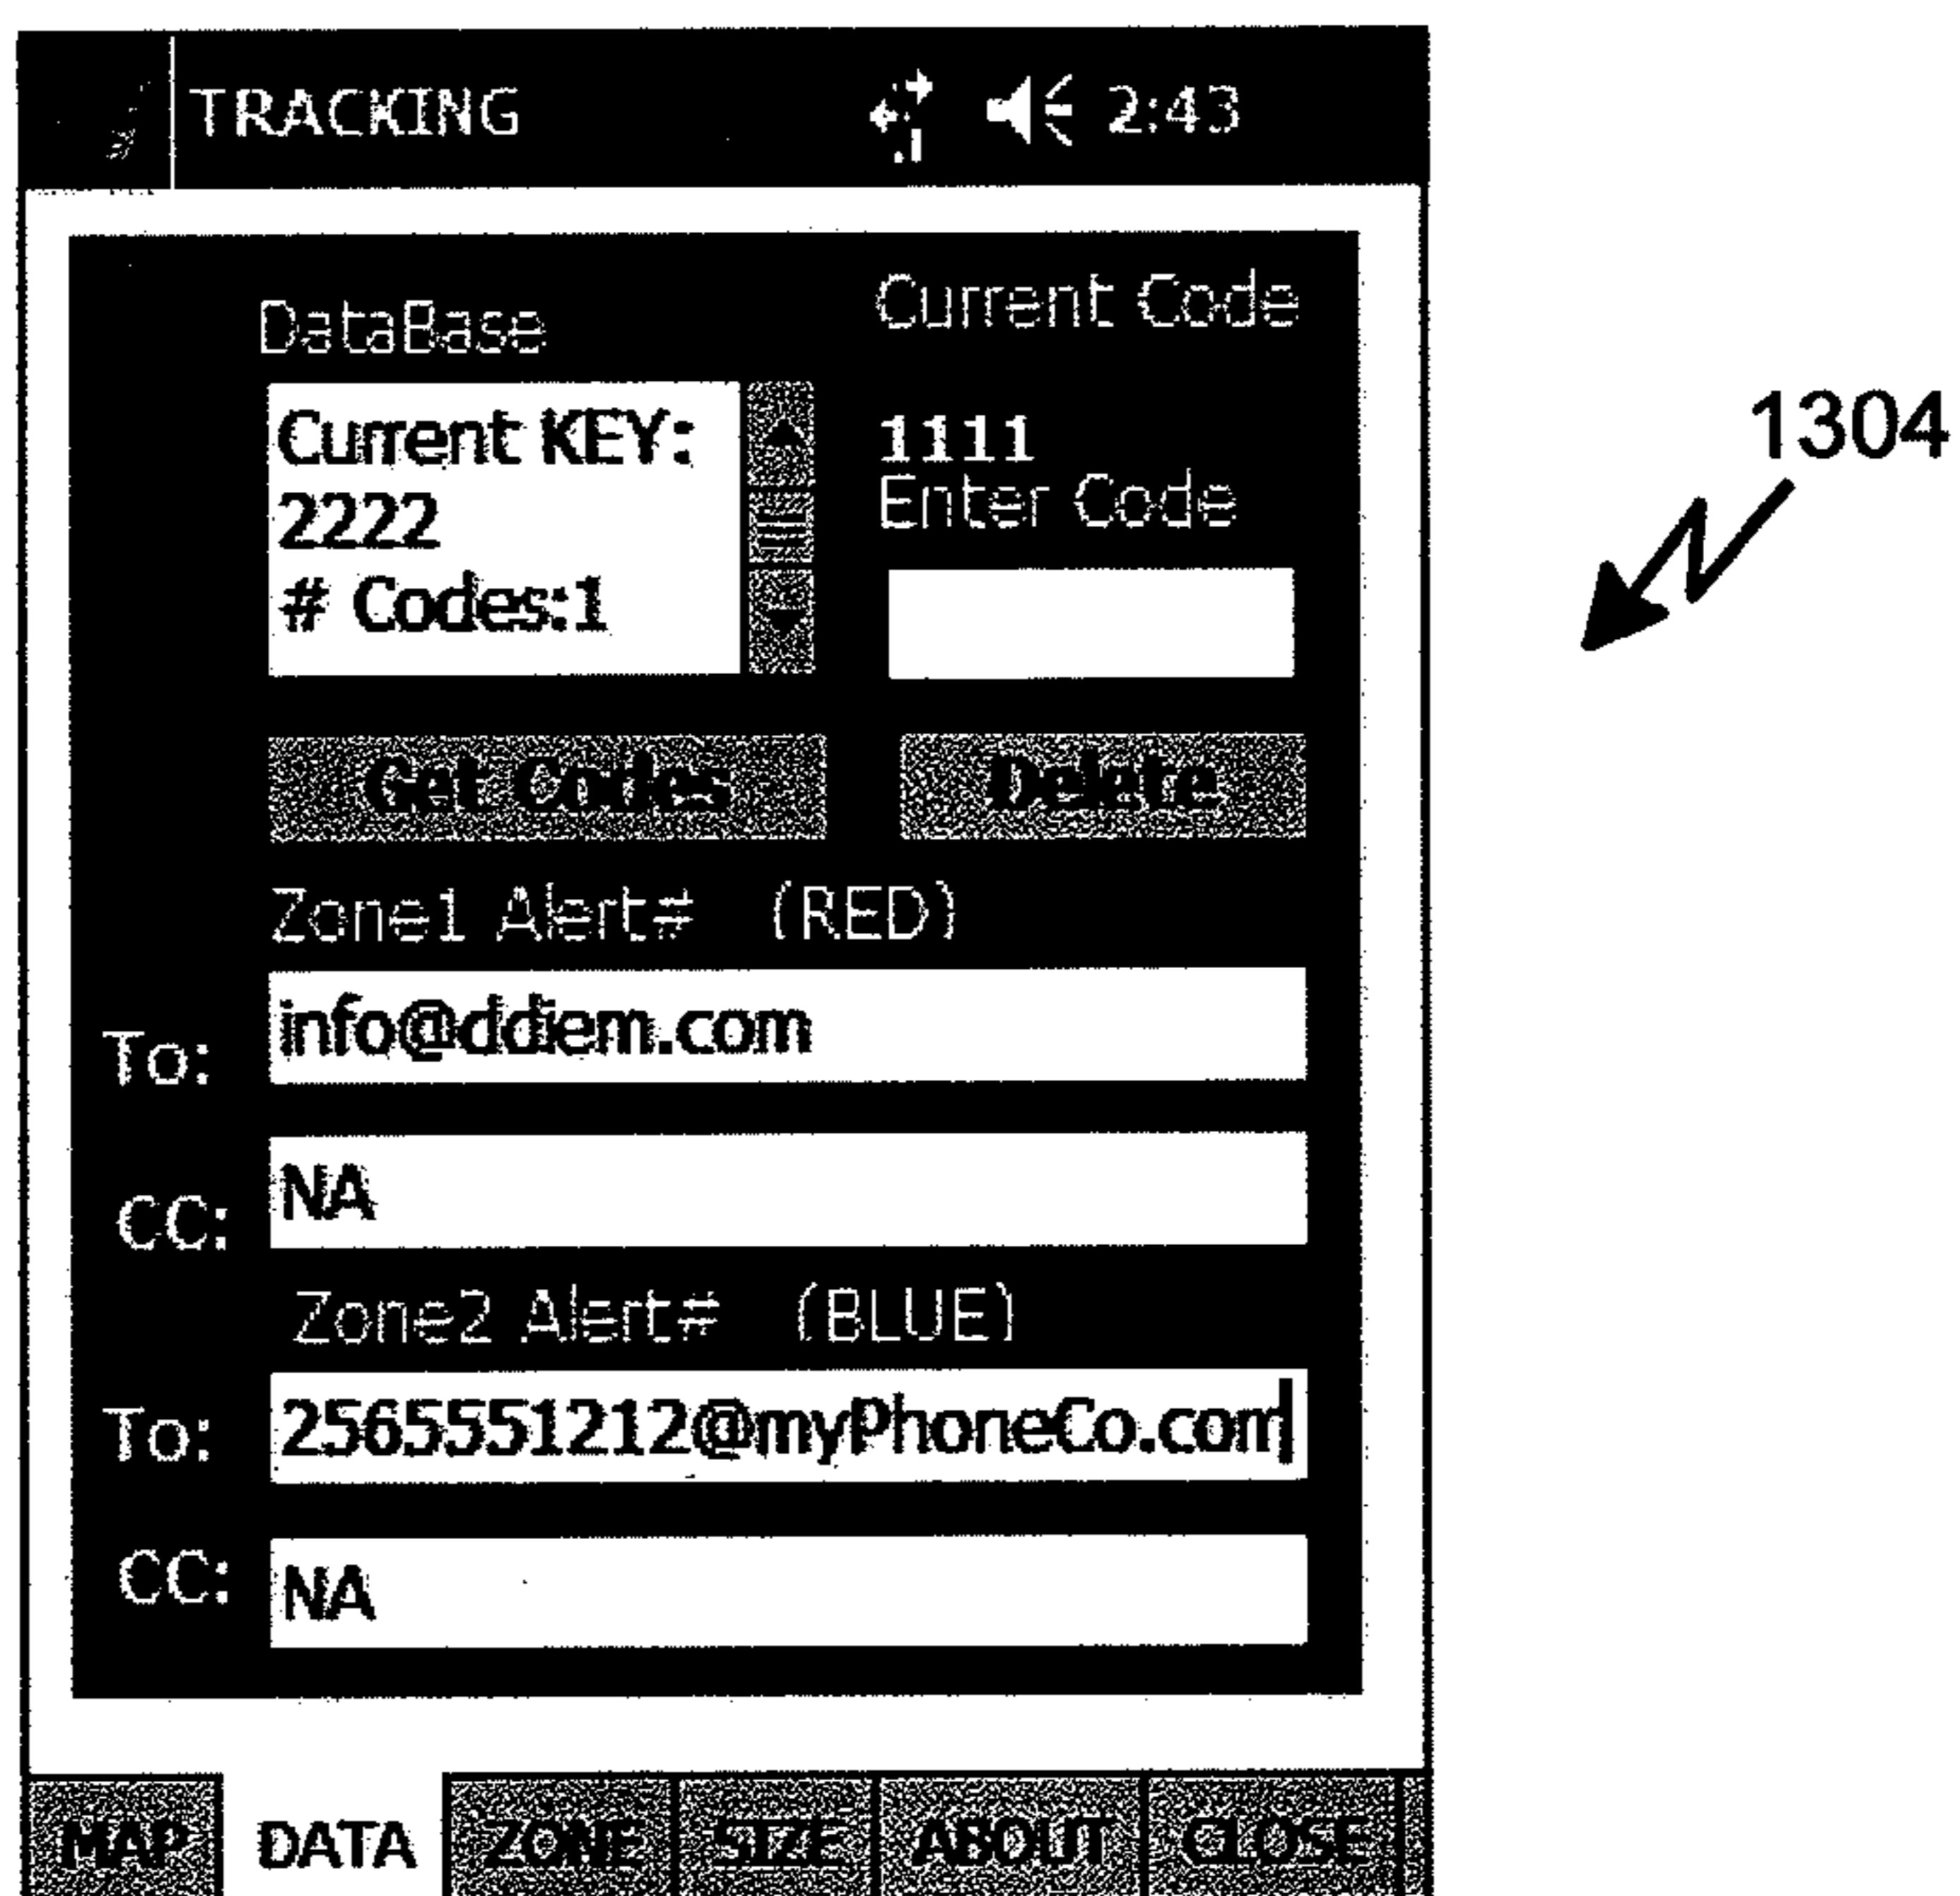 TRACKING 2:43
DataBase
Current Code
Current KEY:
2222
# Codes:1
1111
Enter Code
Get Codes
Delete
Zone1 Alert# (RED)
To: info@ddiem.com
CC: NA
Zone2 Alert# (BLUE)
To: 2565551212@myPhoneCo.com
CC: NA
MAP DATA ZONE SIZE ABOUT CLOSE
1304